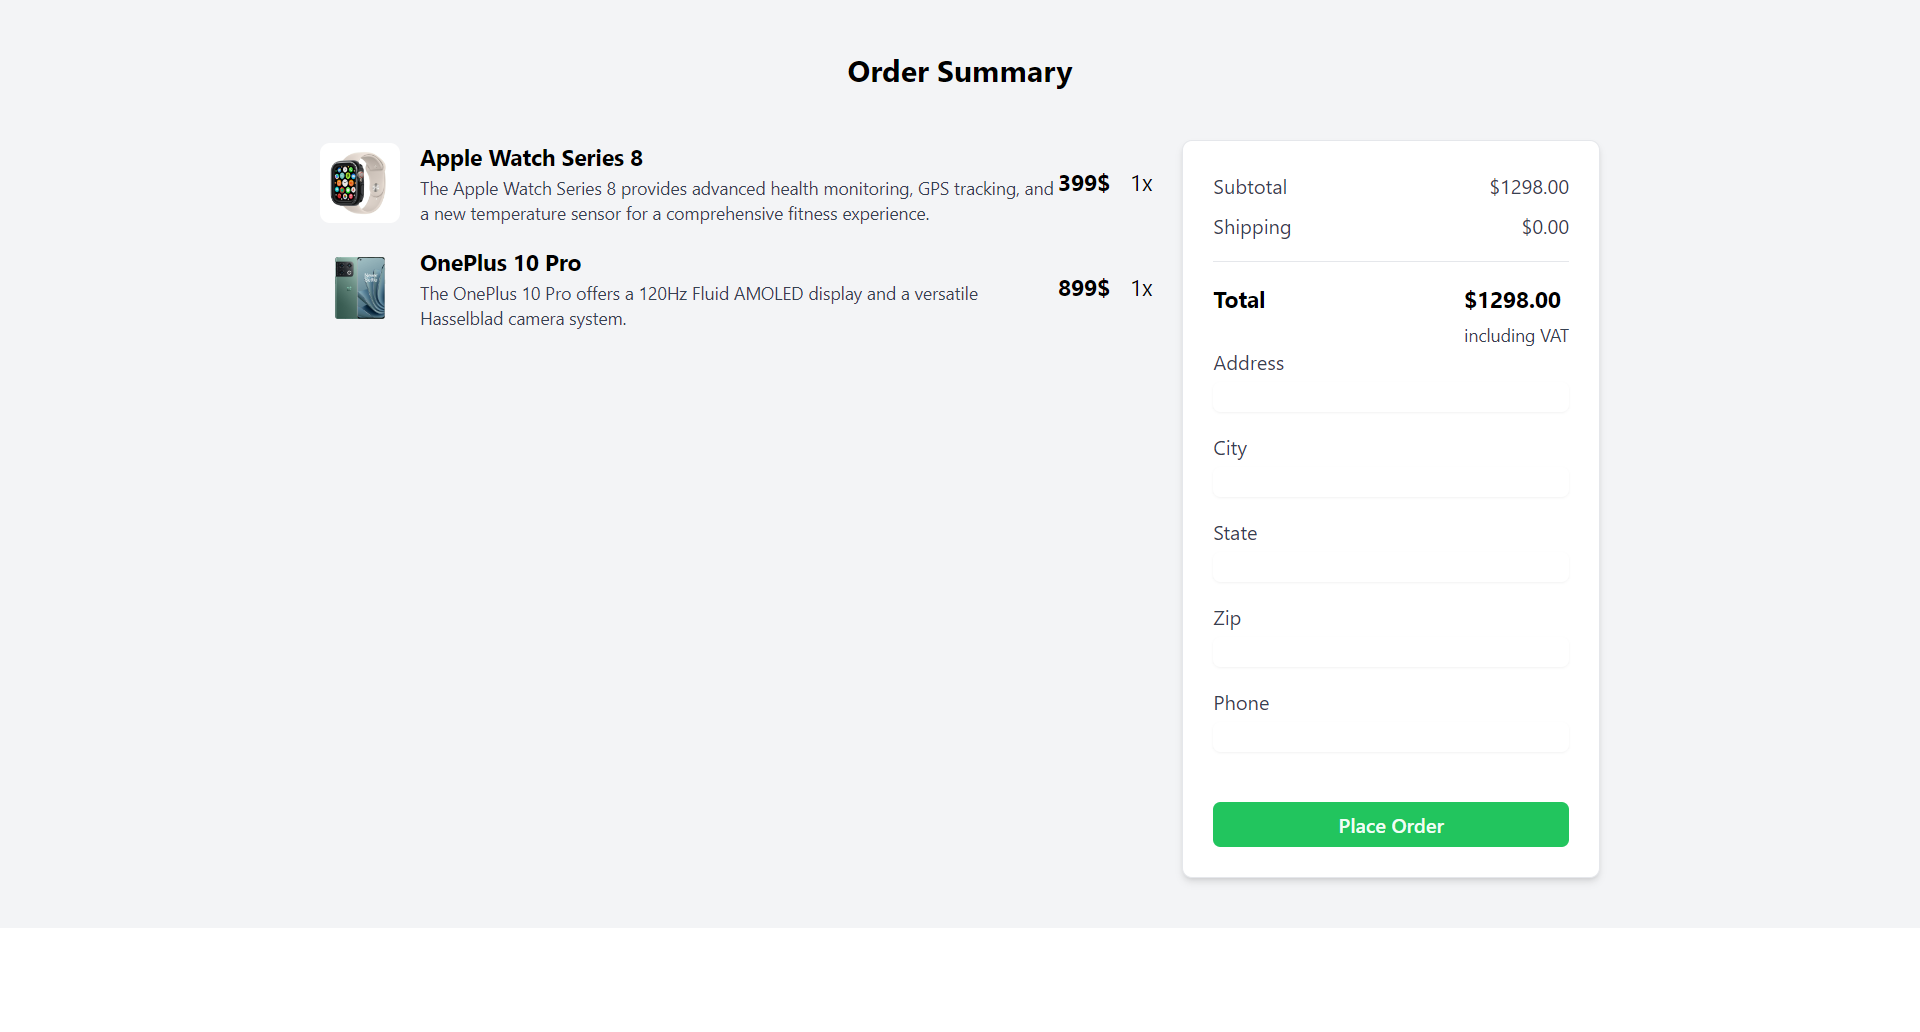 Order Summary
Apple Watch Series 8
The Apple Watch Series 8 provides advanced health monitoring, GPS tracking, and
a new temperature sensor for a comprehensive fitness experience.
399$ 1x
OnePlus 10 Pro
The OnePlus 10 Pro offers a 120Hz Fluid AMOLED display and a versatile
Hasselblad camera system.
899$ 1x
Subtotal $1298.00
Shipping $0.00
Total $1298.00
including VAT
Address
City
State
Zip
Phone
Place Order